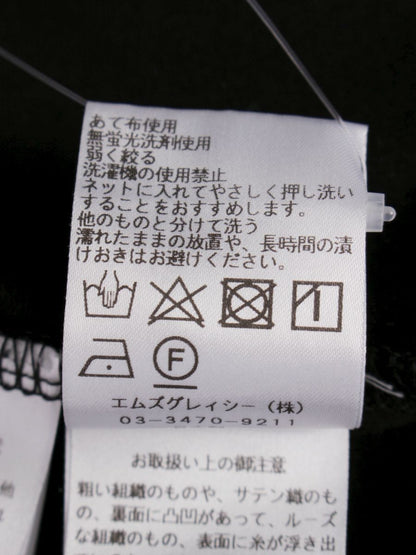 あて布使用
無蛍光洗剤使用
弱く絞る
洗濯機の使用禁止
ネットに入れてやさしく押し洗い
することをおすすめします。
他のものと分けて洗う
濡れたままの放置や、長時間の漬
けおきはお避けください。
F
エムズグレイシー（株）
03-3470-9211
お取扱い上の御注意
粗い組織のものや、サテン織のも
の、裏面に凸凹があって、ルーズ
な組織のもの、表面に糸が浮き出